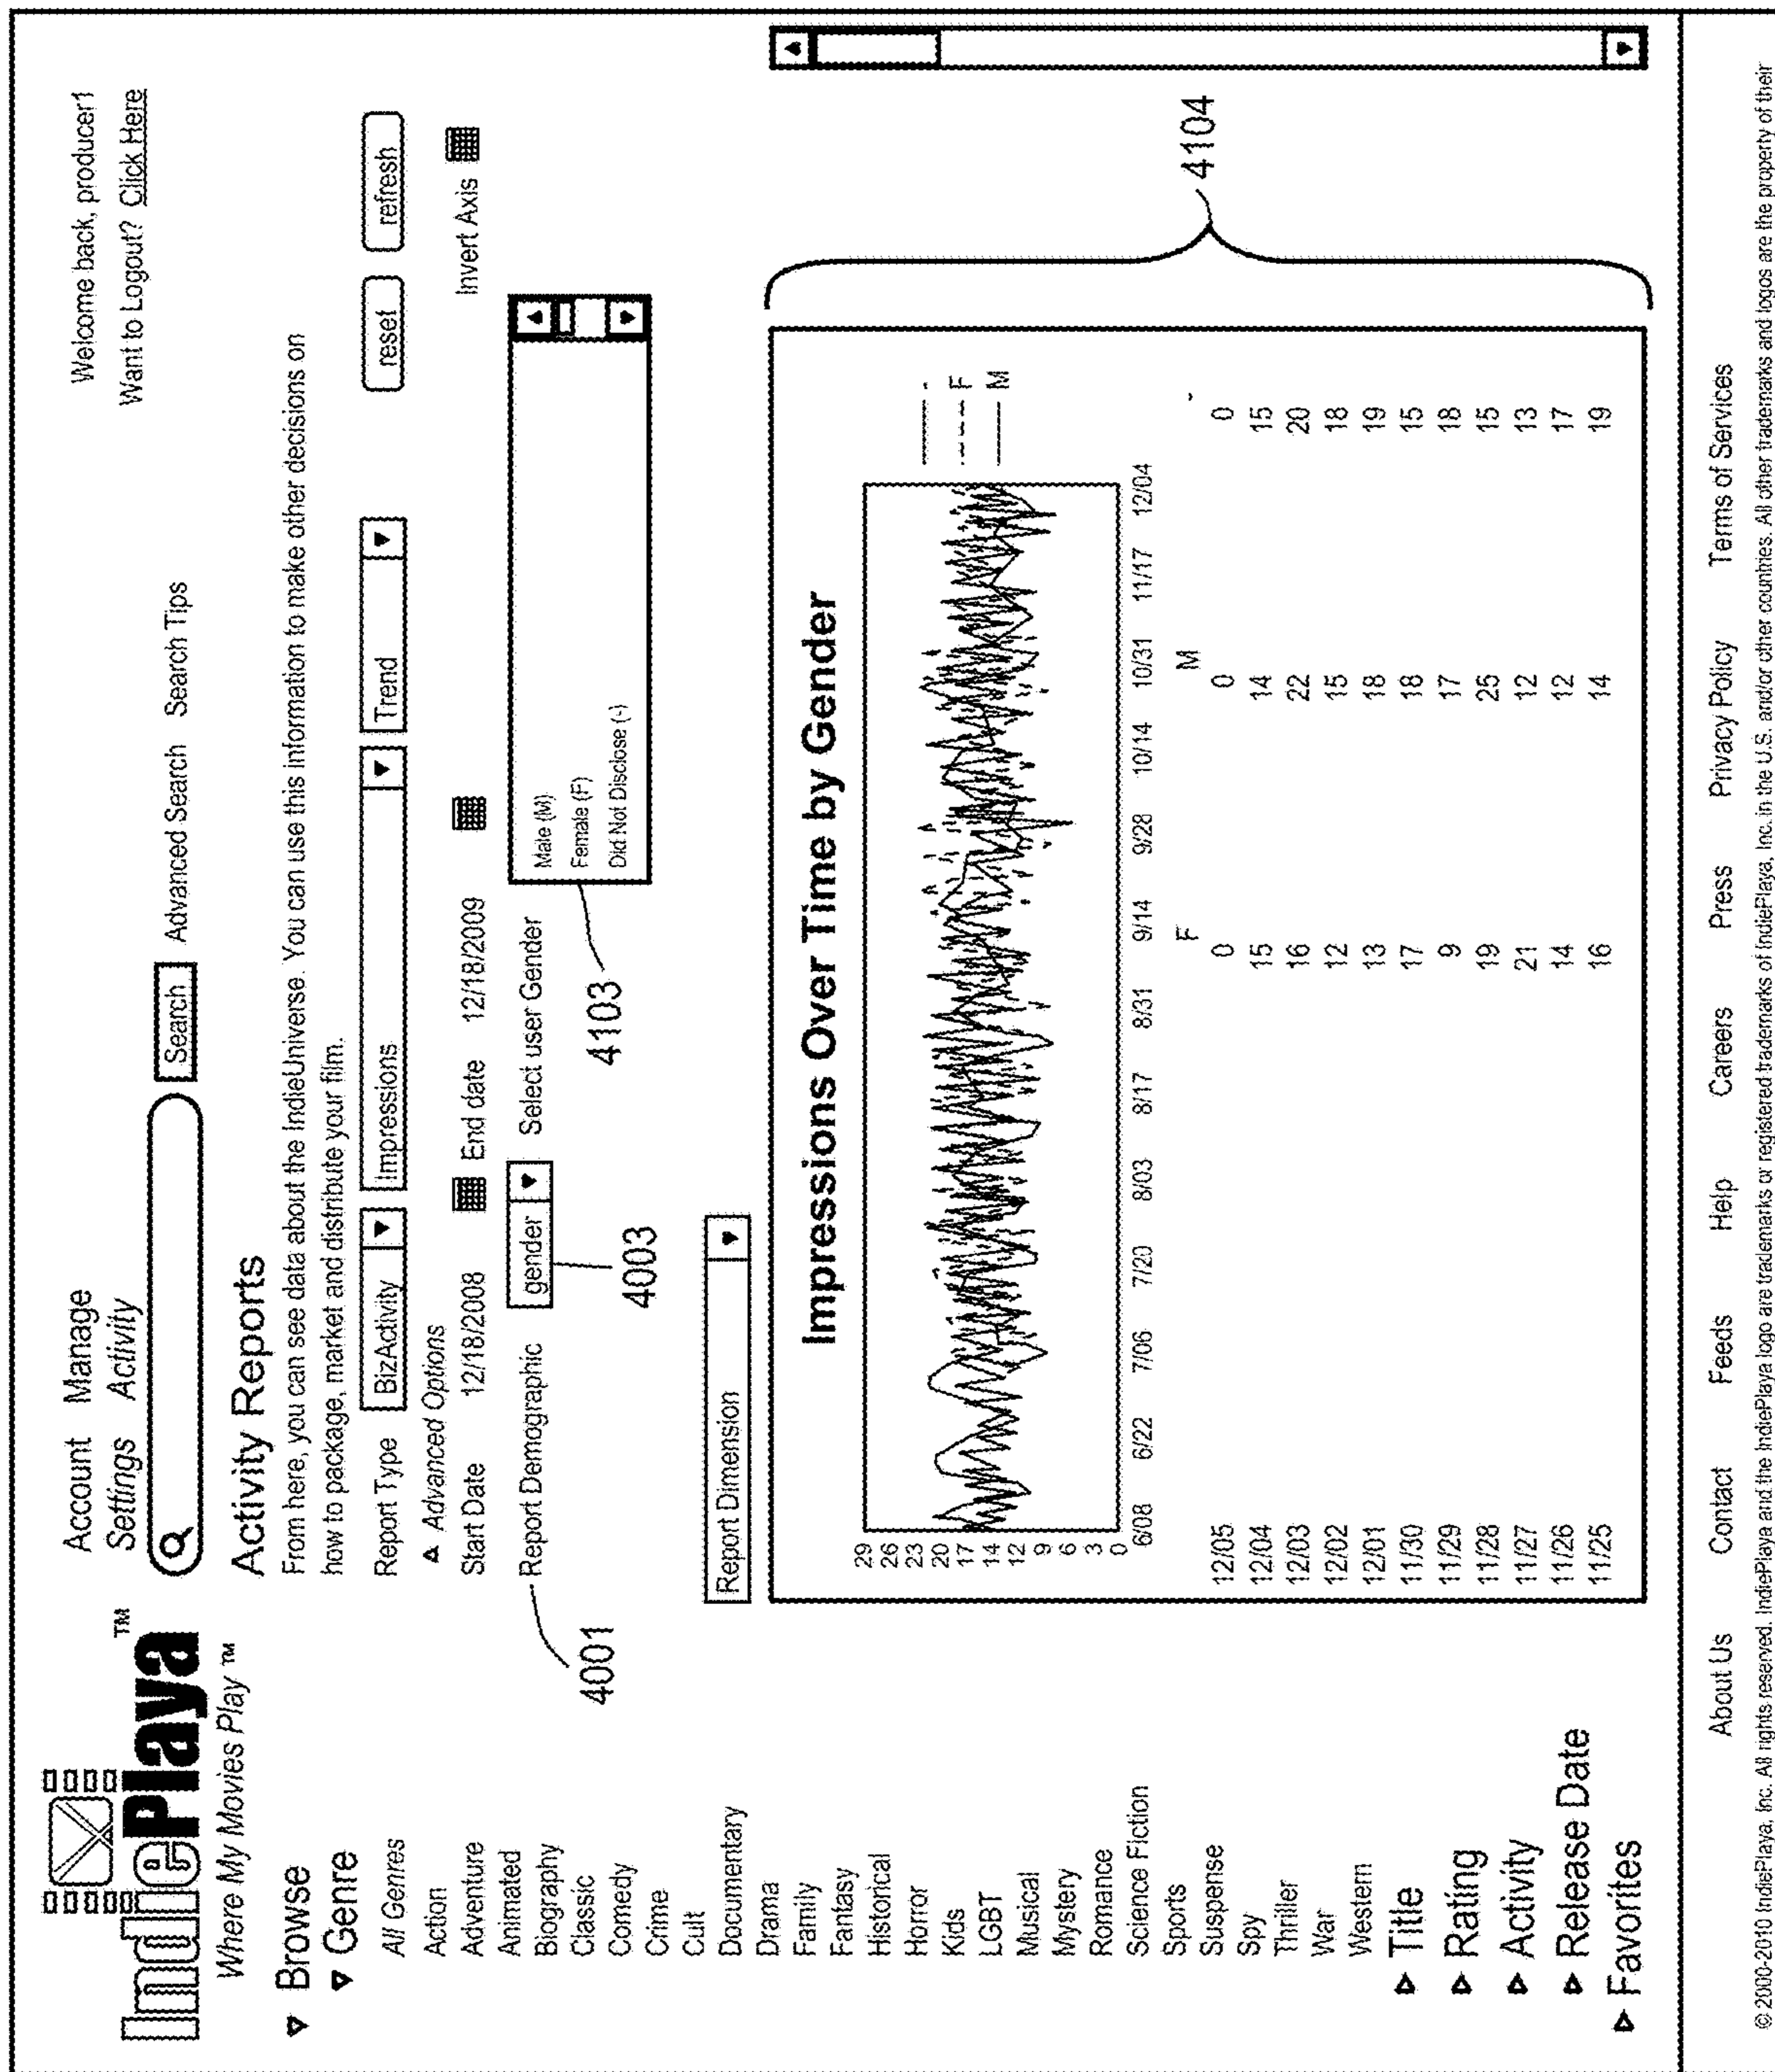 IndiePlaya™
Where My Movies Play ™
Account Settings
Manage Activity
Welcome back, producer1
Want to Logout? Click Here
Search
Advanced Search
Search Tips
Browse
Genre
All Genres
Action
Adventure
Animated
Biography
Classic
Comedy
Crime
Cult
Documentary
Drama
Family
Fantasy
Historical
Horror
Kids
LGBT
Musical
Mystery
Romance
Science Fiction
Sports
Suspense
Spy
Thriller
War
Western
Title
Rating
Activity
Release Date
Favorites
Activity Reports
From here, you can see data about the IndieUniverse. You can use this information to make other decisions on
how to package, market and distribute your film.
Report Type BizActivity Impressions Trend reset refresh
Advanced Options
Start Date 12/18/2008 End date 12/18/2009 Invert Axis
Report Demographic gender Select user Gender
Male (M)
Female (F)
Did Not Disclose (-)
4001
4003
4103
Report Dimension
4104
Impressions Over Time by Gender
29
26
23
20
17
14
12
9
6
3
0
6/08 6/22 7/06 7/20 8/03 8/17 8/31 9/14 9/28 10/14 10/31 11/17 12/04
-
F
M
F M -
12/05 0 0 0
12/04 15 14 15
12/03 16 22 20
12/02 12 15 18
12/01 13 18 19
11/30 17 18 15
11/29 9 17 18
11/28 19 25 15
11/27 21 12 13
11/26 14 12 17
11/25 16 14 19
About Us Contact Feeds Help Careers Press Privacy Policy Terms of Services
© 2000-2010 IndiePlaya, Inc. All rights reserved. IndiePlaya and the IndiePlaya logo are trademarks or registered trademarks of IndiePlaya, Inc. in the U.S. and/or other countries. All other trademarks and logos are the property of their